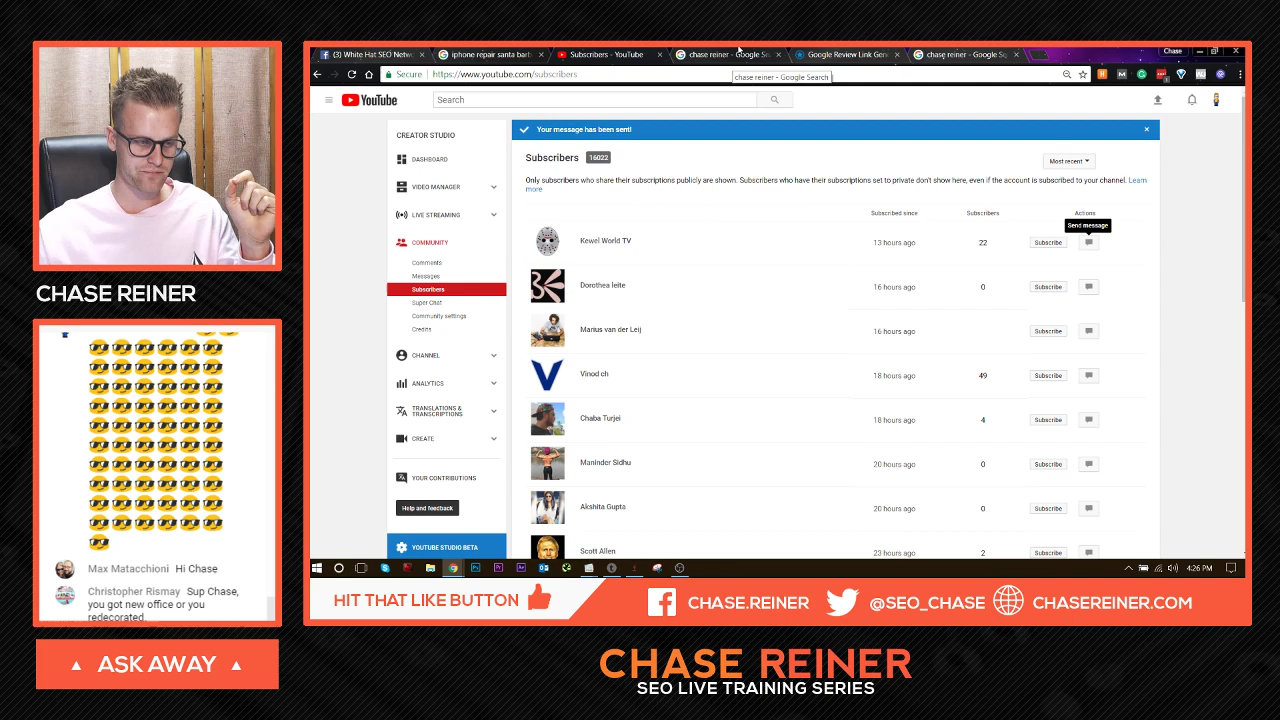 (3) White Hat SEO Netw
iphone repair santa barb
Subscribers - YouTube
chase reiner - Google Se
Google Review Link Gen
chase reiner - Google S
Chase
Secure
https://www.youtube.com/subscribers
chase reiner - Google Search
YouTube
Search
CREATOR STUDIO
DASHBOARD
VIDEO MANAGER
LIVE STREAMING
COMMUNITY
Comments
Messages
Subscribers
Super Chat
Community settings
Credits
CHANNEL
ANALYTICS
TRANSLATIONS &
TRANSCRIPTIONS
CREATE
YOUR CONTRIBUTIONS
Help and feedback
YOUTUBE STUDIO BETA
Your message has been sent!
Subscribers 16022
Most recent
Only subscribers who share their subscriptions publicly are shown. Subscribers who have their subscriptions set to private don't show here, even if the account is subscribed to your channel. Learn
more
Subscribed since
Subscribers
Actions
Send message
Kewel World TV 13 hours ago 22 Subscribe
Dorothea leite 16 hours ago 0 Subscribe
Marius van der Leij 16 hours ago Subscribe
Vinod ch 18 hours ago 49 Subscribe
Chaba Turjei 18 hours ago 4 Subscribe
Maninder Sidhu 20 hours ago 0 Subscribe
Akshita Gupta 20 hours ago 0 Subscribe
Scott Allen 23 hours ago 2 Subscribe
4:26 PM
CHASE REINER
Max Matacchioni Hi Chase
Christopher Rismay Sup Chase,
you got new office or you
redecorated.
ASK AWAY
HIT THAT LIKE BUTTON
CHASE.REINER
@SEO_CHASE
CHASEREINER.COM
CHASE REINER
SEO LIVE TRAINING SERIES